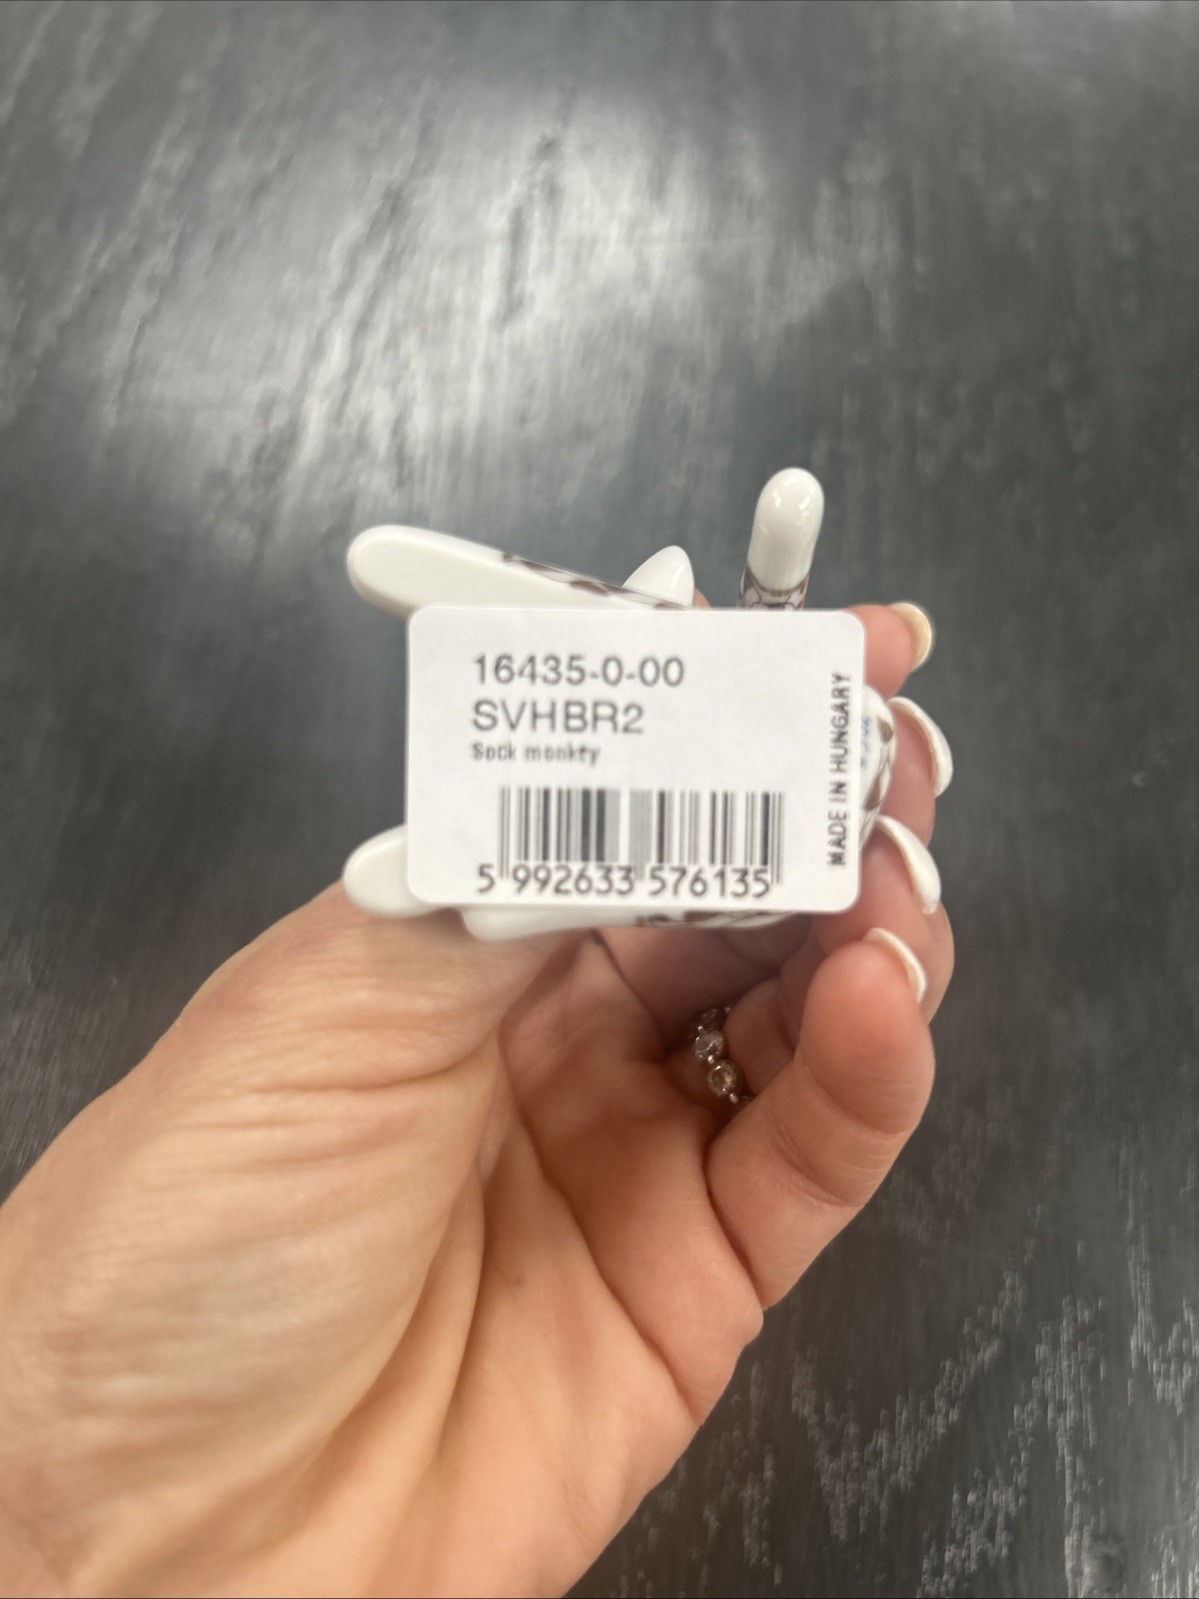 16435-0-00
SVHBR2
Sock monkey
5 992633 576135
MADE IN HUNGARY